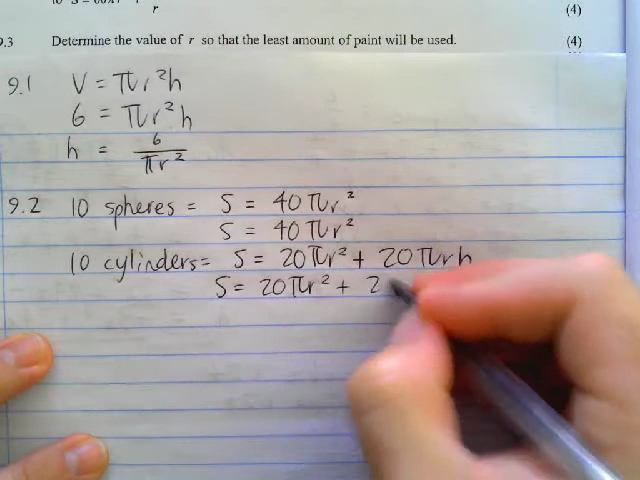 r
(4)
9.3 Determine the value of r so that the least amount of paint will be used. (4)
9.1 V = πr²h
6 = πr²h
h = 6/πr²
9.2 10 spheres = S = 40πr²
S = 40πr²
10 cylinders = S = 20πr² + 20πrh
S = 20πr² + 2